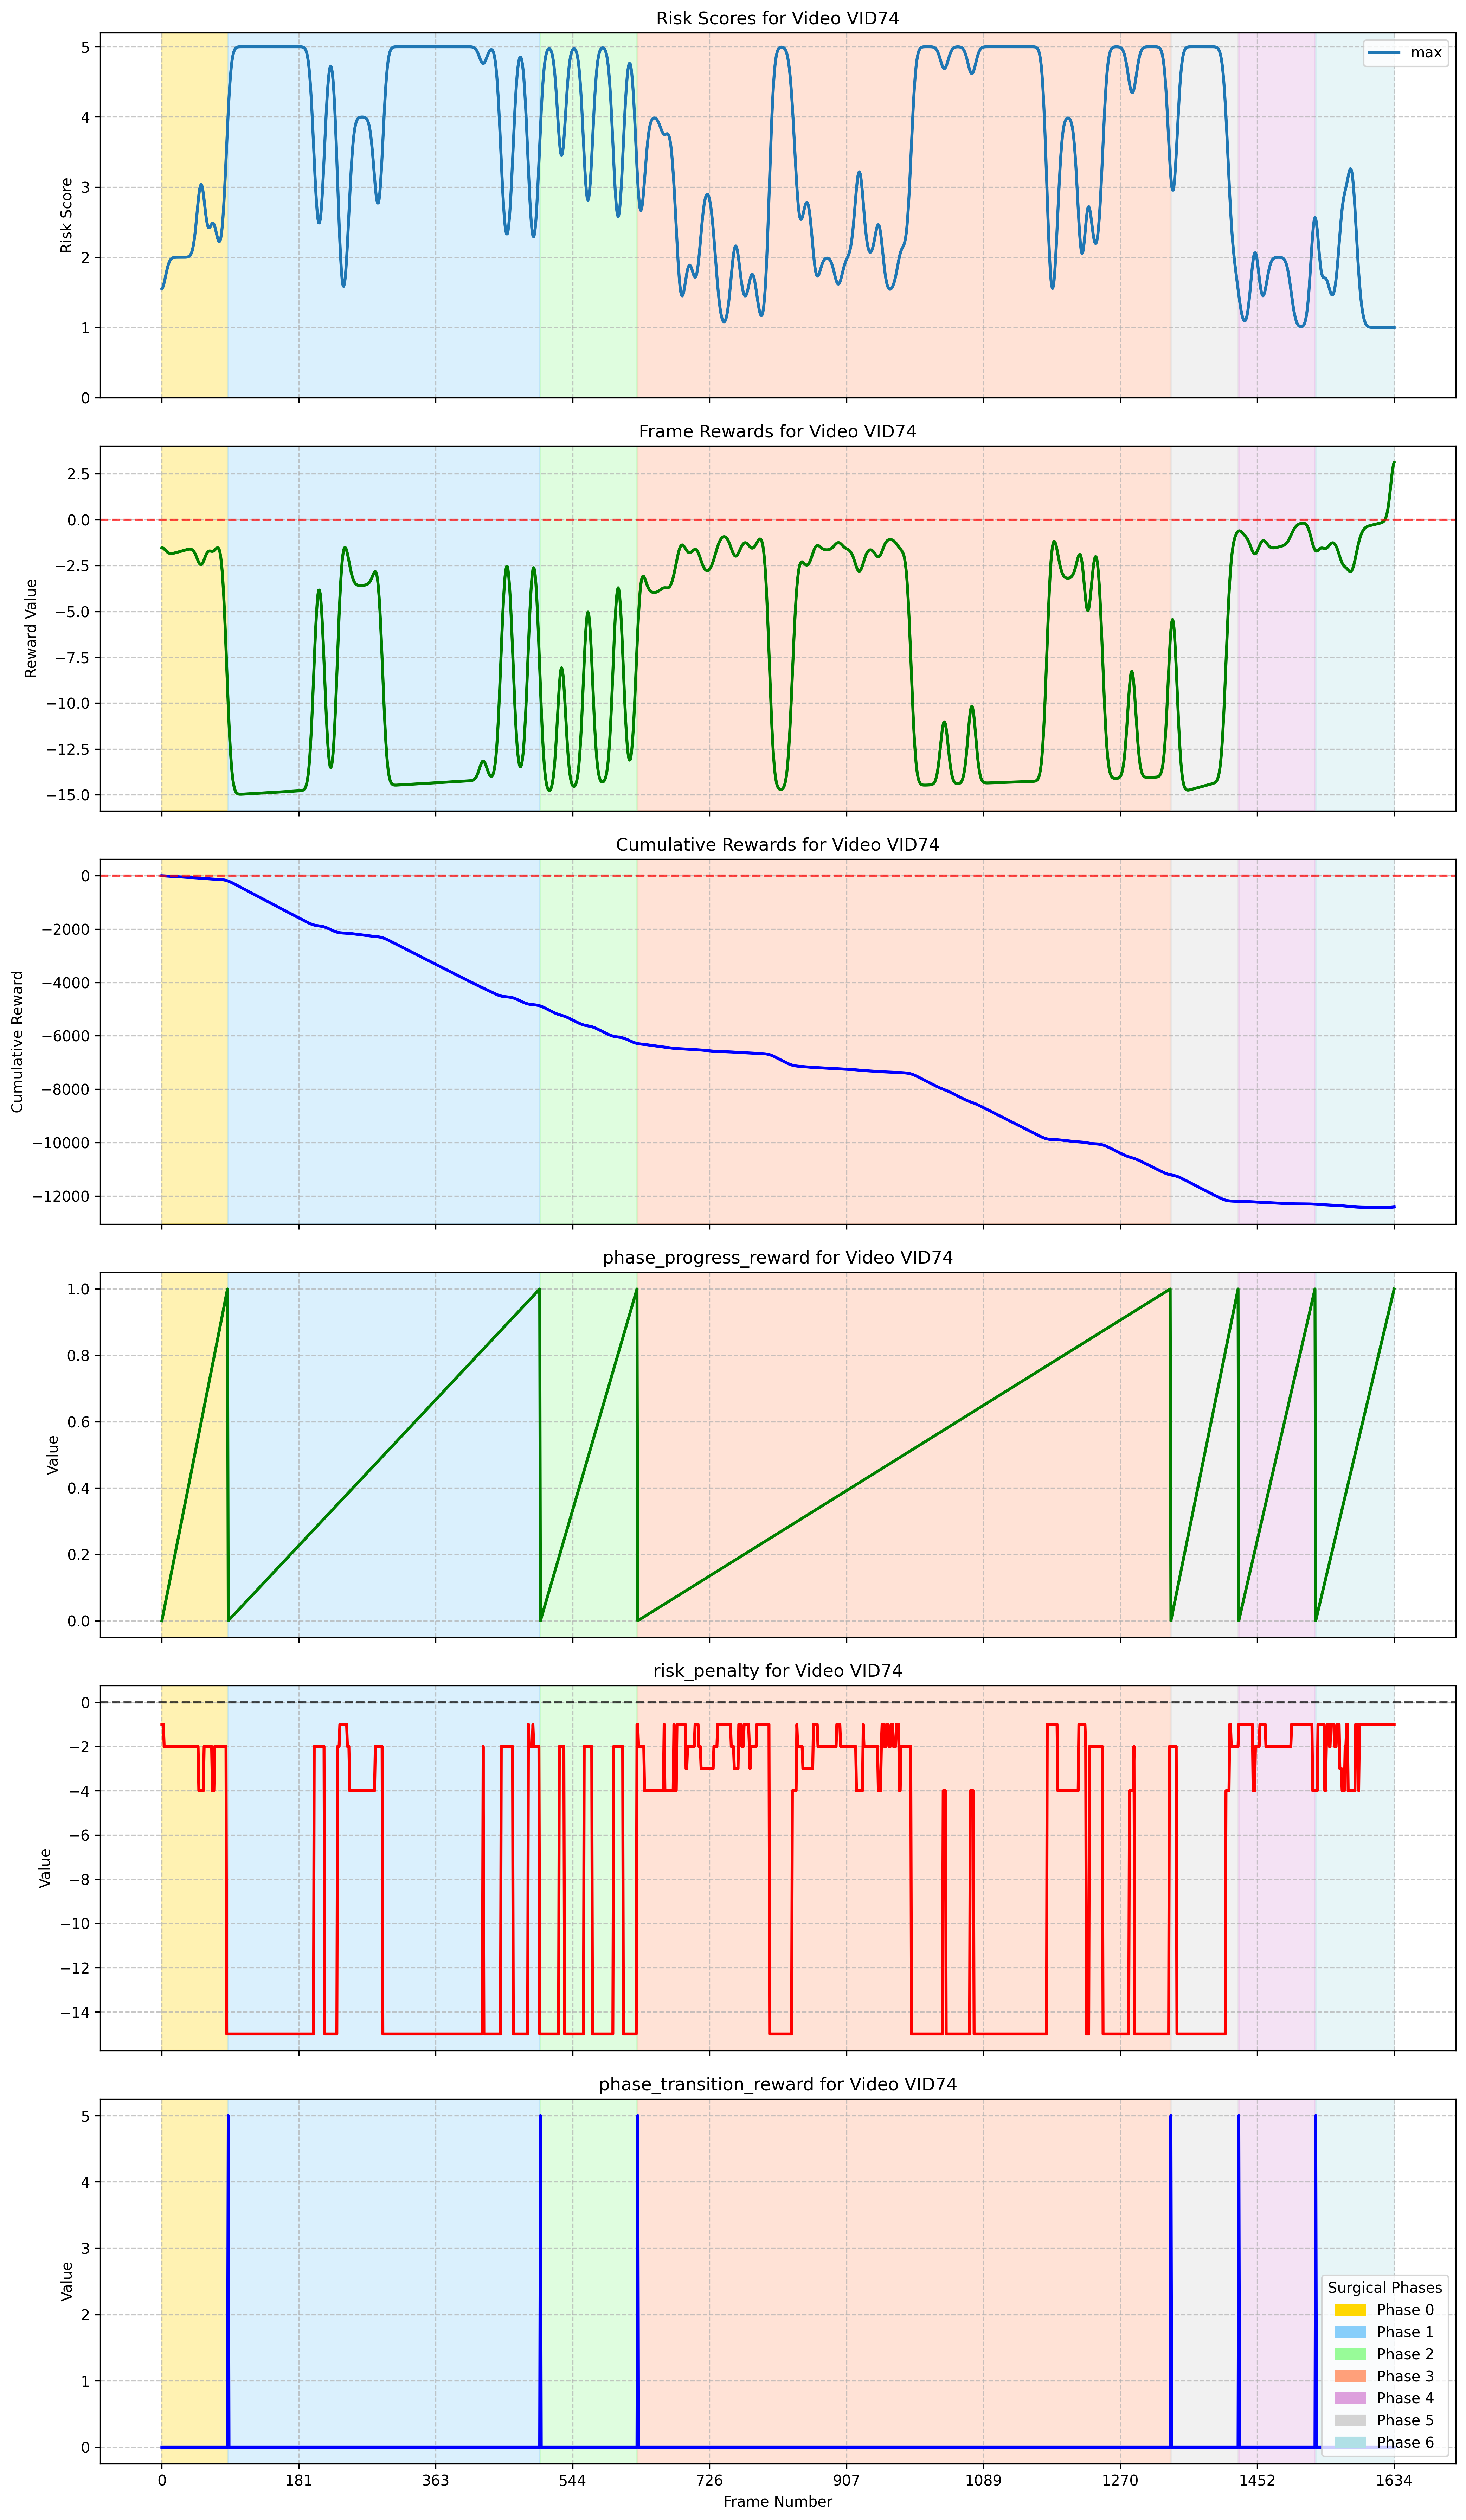 Risk Scores for Video VID74
5
4
3
2
1
0
Risk Score
max
Frame Rewards for Video VID74
2.5
0.0
−2.5
−5.0
−7.5
−10.0
−12.5
−15.0
Reward Value
Cumulative Rewards for Video VID74
0
−2000
−4000
−6000
−8000
−10000
−12000
Cumulative Reward
phase_progress_reward for Video VID74
1.0
0.8
0.6
0.4
0.2
0.0
Value
risk_penalty for Video VID74
0
−2
−4
−6
−8
−10
−12
−14
Value
phase_transition_reward for Video VID74
5
4
3
2
1
0
Value
Surgical Phases
Phase 0
Phase 1
Phase 2
Phase 3
Phase 4
Phase 5
Phase 6
0 181 363 544 726 907 1089 1270 1452 1634
Frame Number